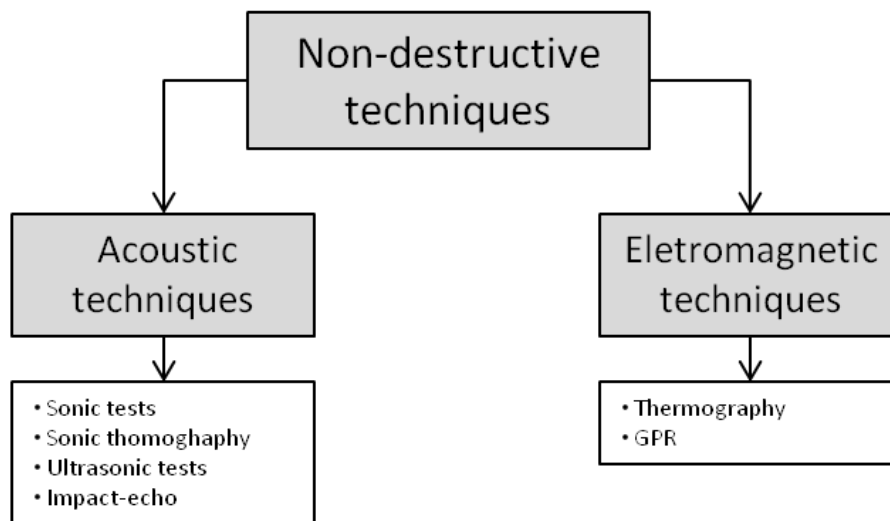 Non-destructive
techniques
Acoustic
techniques
Eletromagnetic
techniques
• Sonic tests
• Sonic thomoghaphy
• Ultrasonic tests
• Impact-echo
• Thermography
• GPR